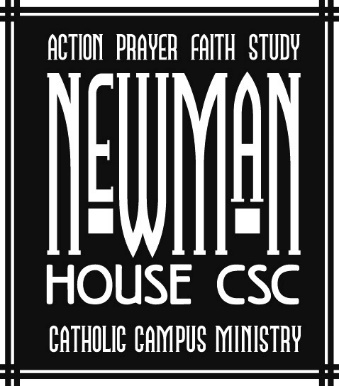 ACTION PRAYER FAITH STUDY
NEWMAN
HOUSE CSC
CATHOLIC CAMPUS MINISTRY